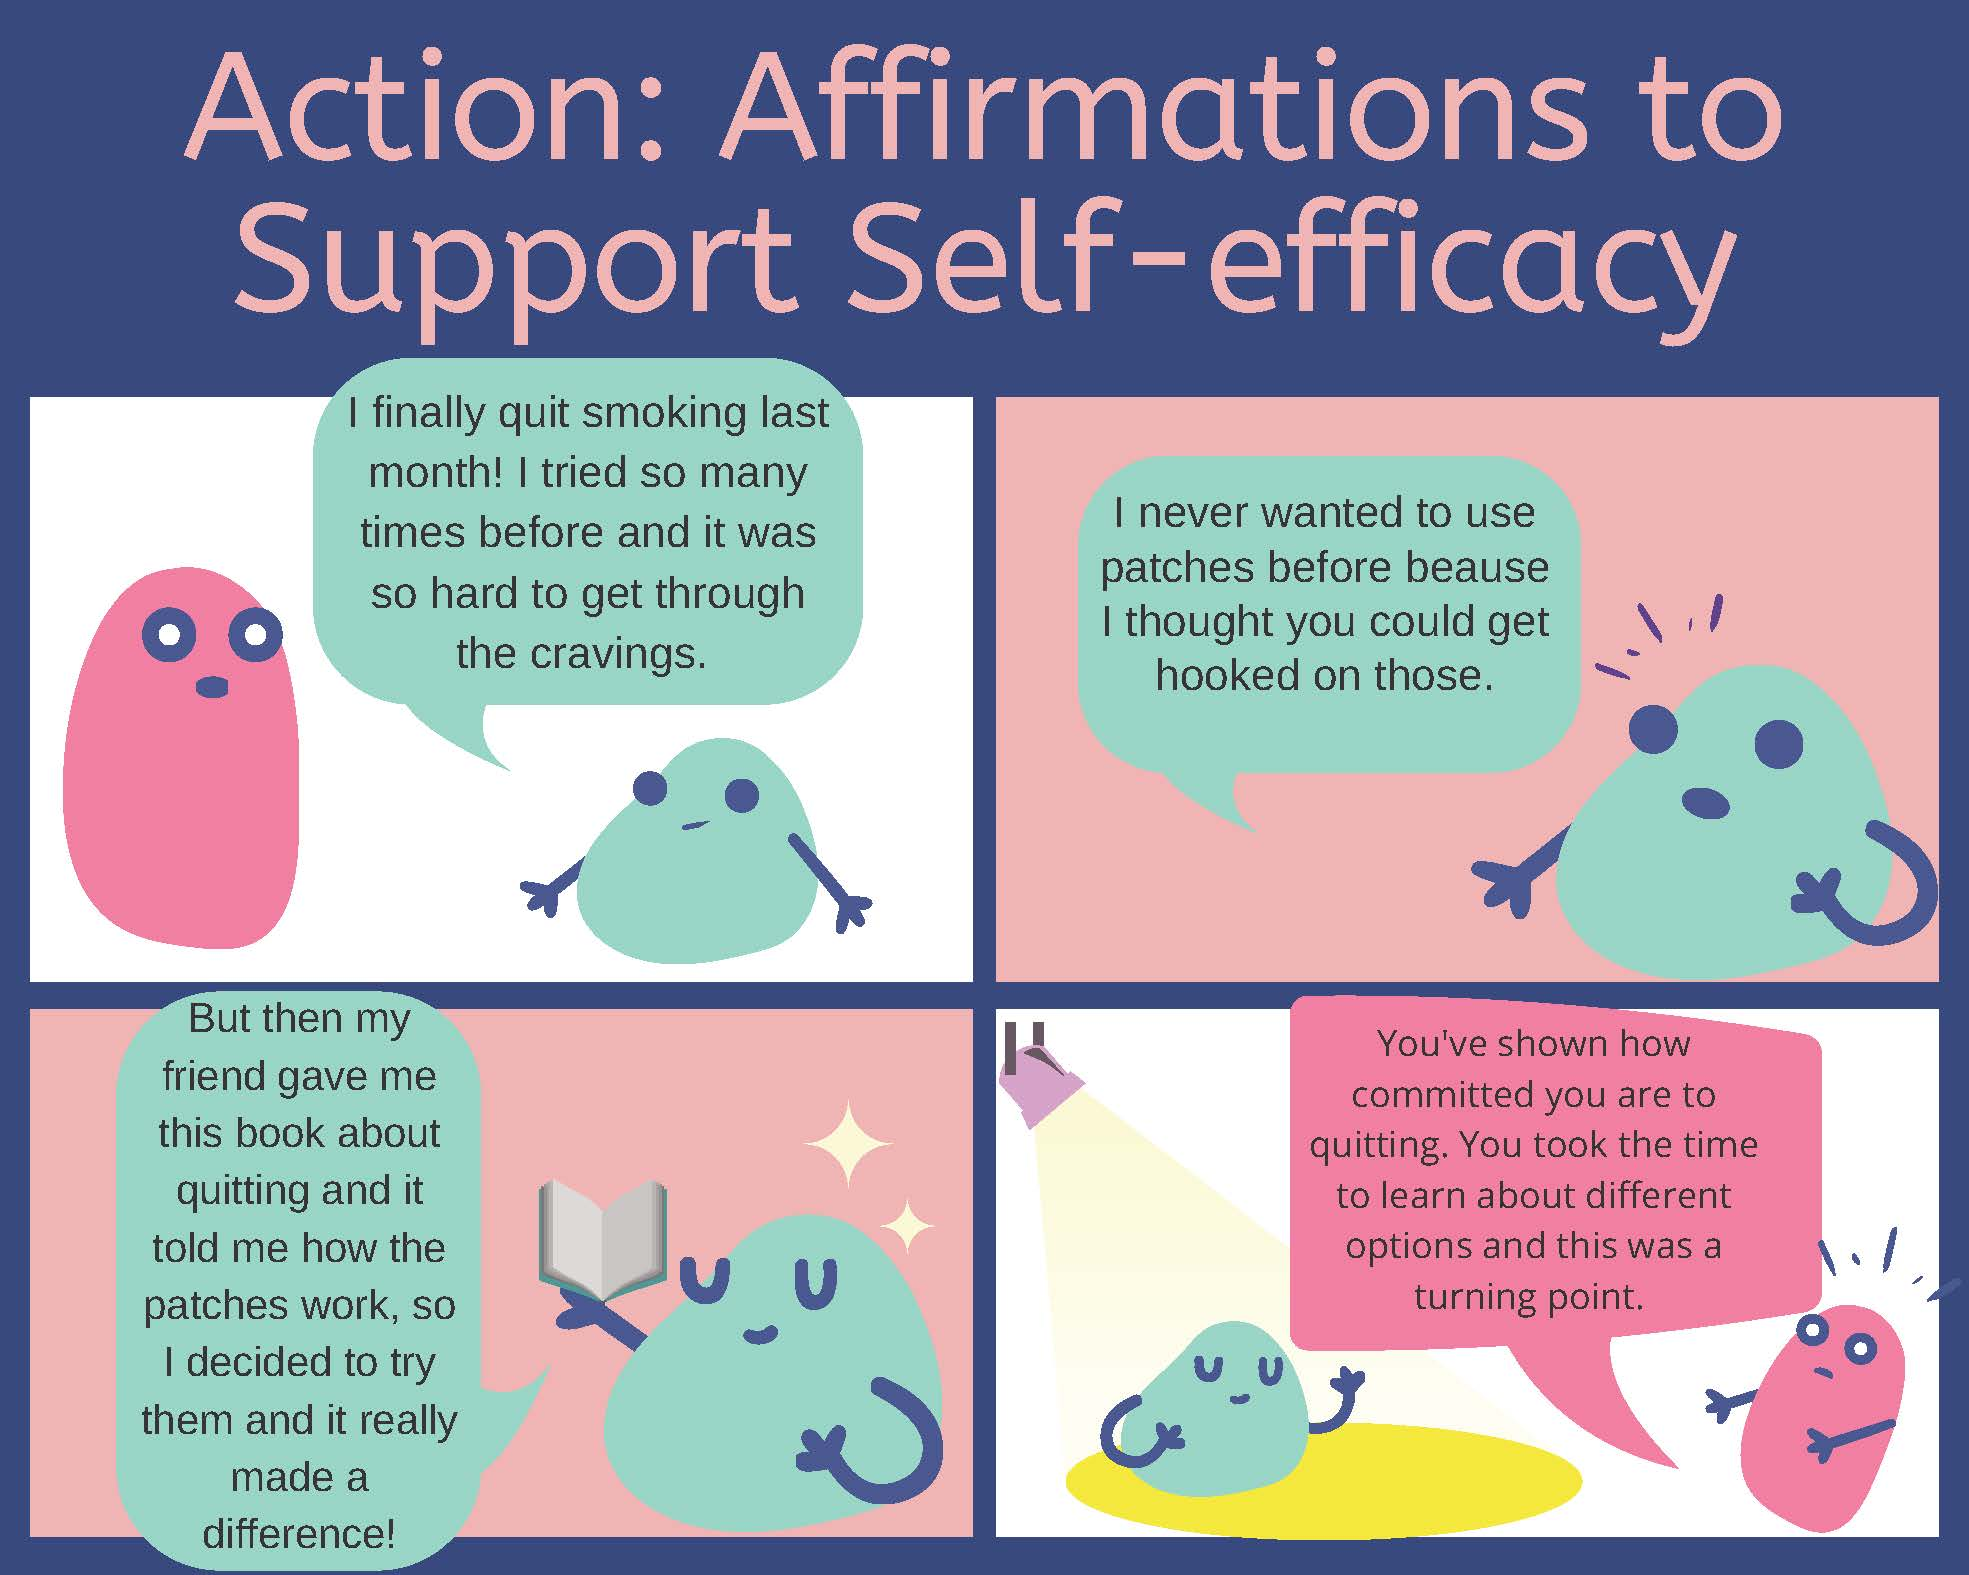 Action: Affirmations to
Support Self-efficacy
I finally quit smoking last
month! I tried so many
times before and it was
so hard to get through
the cravings.
I never wanted to use
patches before beause
I thought you could get
hooked on those.
But then my
friend gave me
this book about
quitting and it
told me how the
patches work, so
I decided to try
them and it really
made a
difference!
You've shown how
committed you are to
quitting. You took the time
to learn about different
options and this was a
turning point.